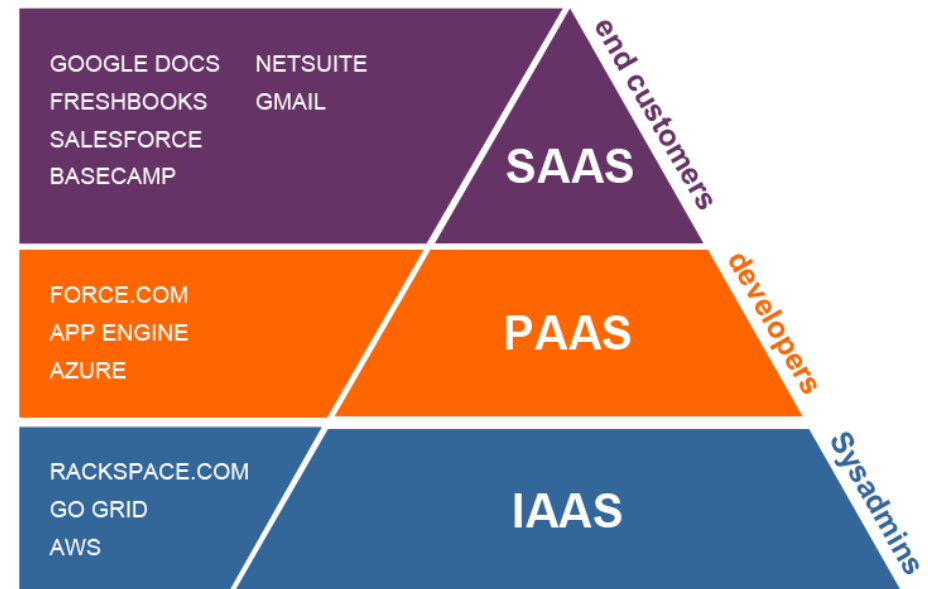 GOOGLE DOCS NETSUITE
FRESHBOOKS GMAIL
SALESFORCE
BASECAMP
SAAS
end customers
FORCE.COM
APP ENGINE
AZURE
PAAS
developers
RACKSPACE.COM
GO GRID
AWS
IAAS
Sysadmins